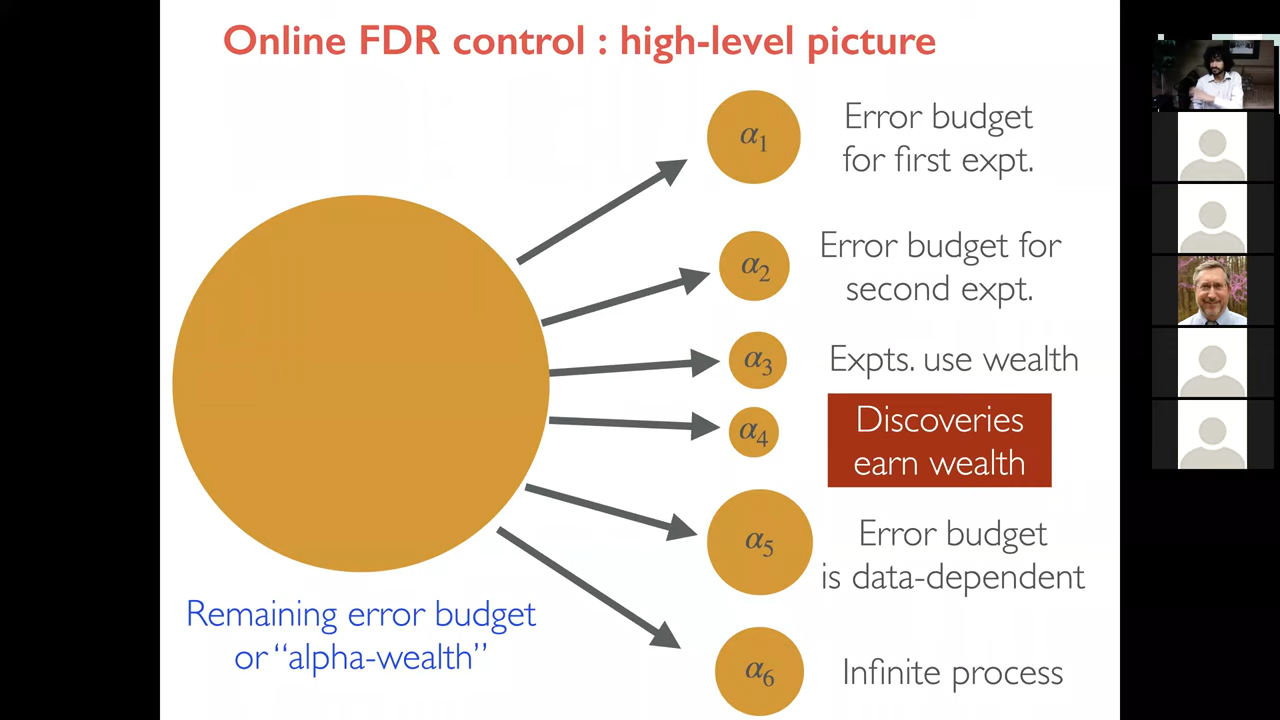 Online FDR control : high-level picture
α1
Error budget
for first expt.
α2
Error budget for
second expt.
α3
Expts. use wealth
α4
Discoveries
earn wealth
α5
Error budget
is data-dependent
Remaining error budget
or “alpha-wealth”
α6
Infinite process